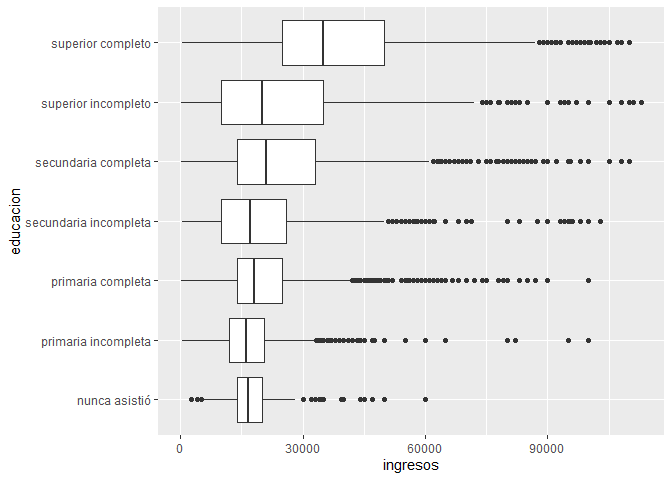 superior completo
superior incompleto
secundaria completa
secundaria incompleta
primaria completa
primaria incompleta
nunca asistió
educacion
0
30000
60000
90000
ingresos